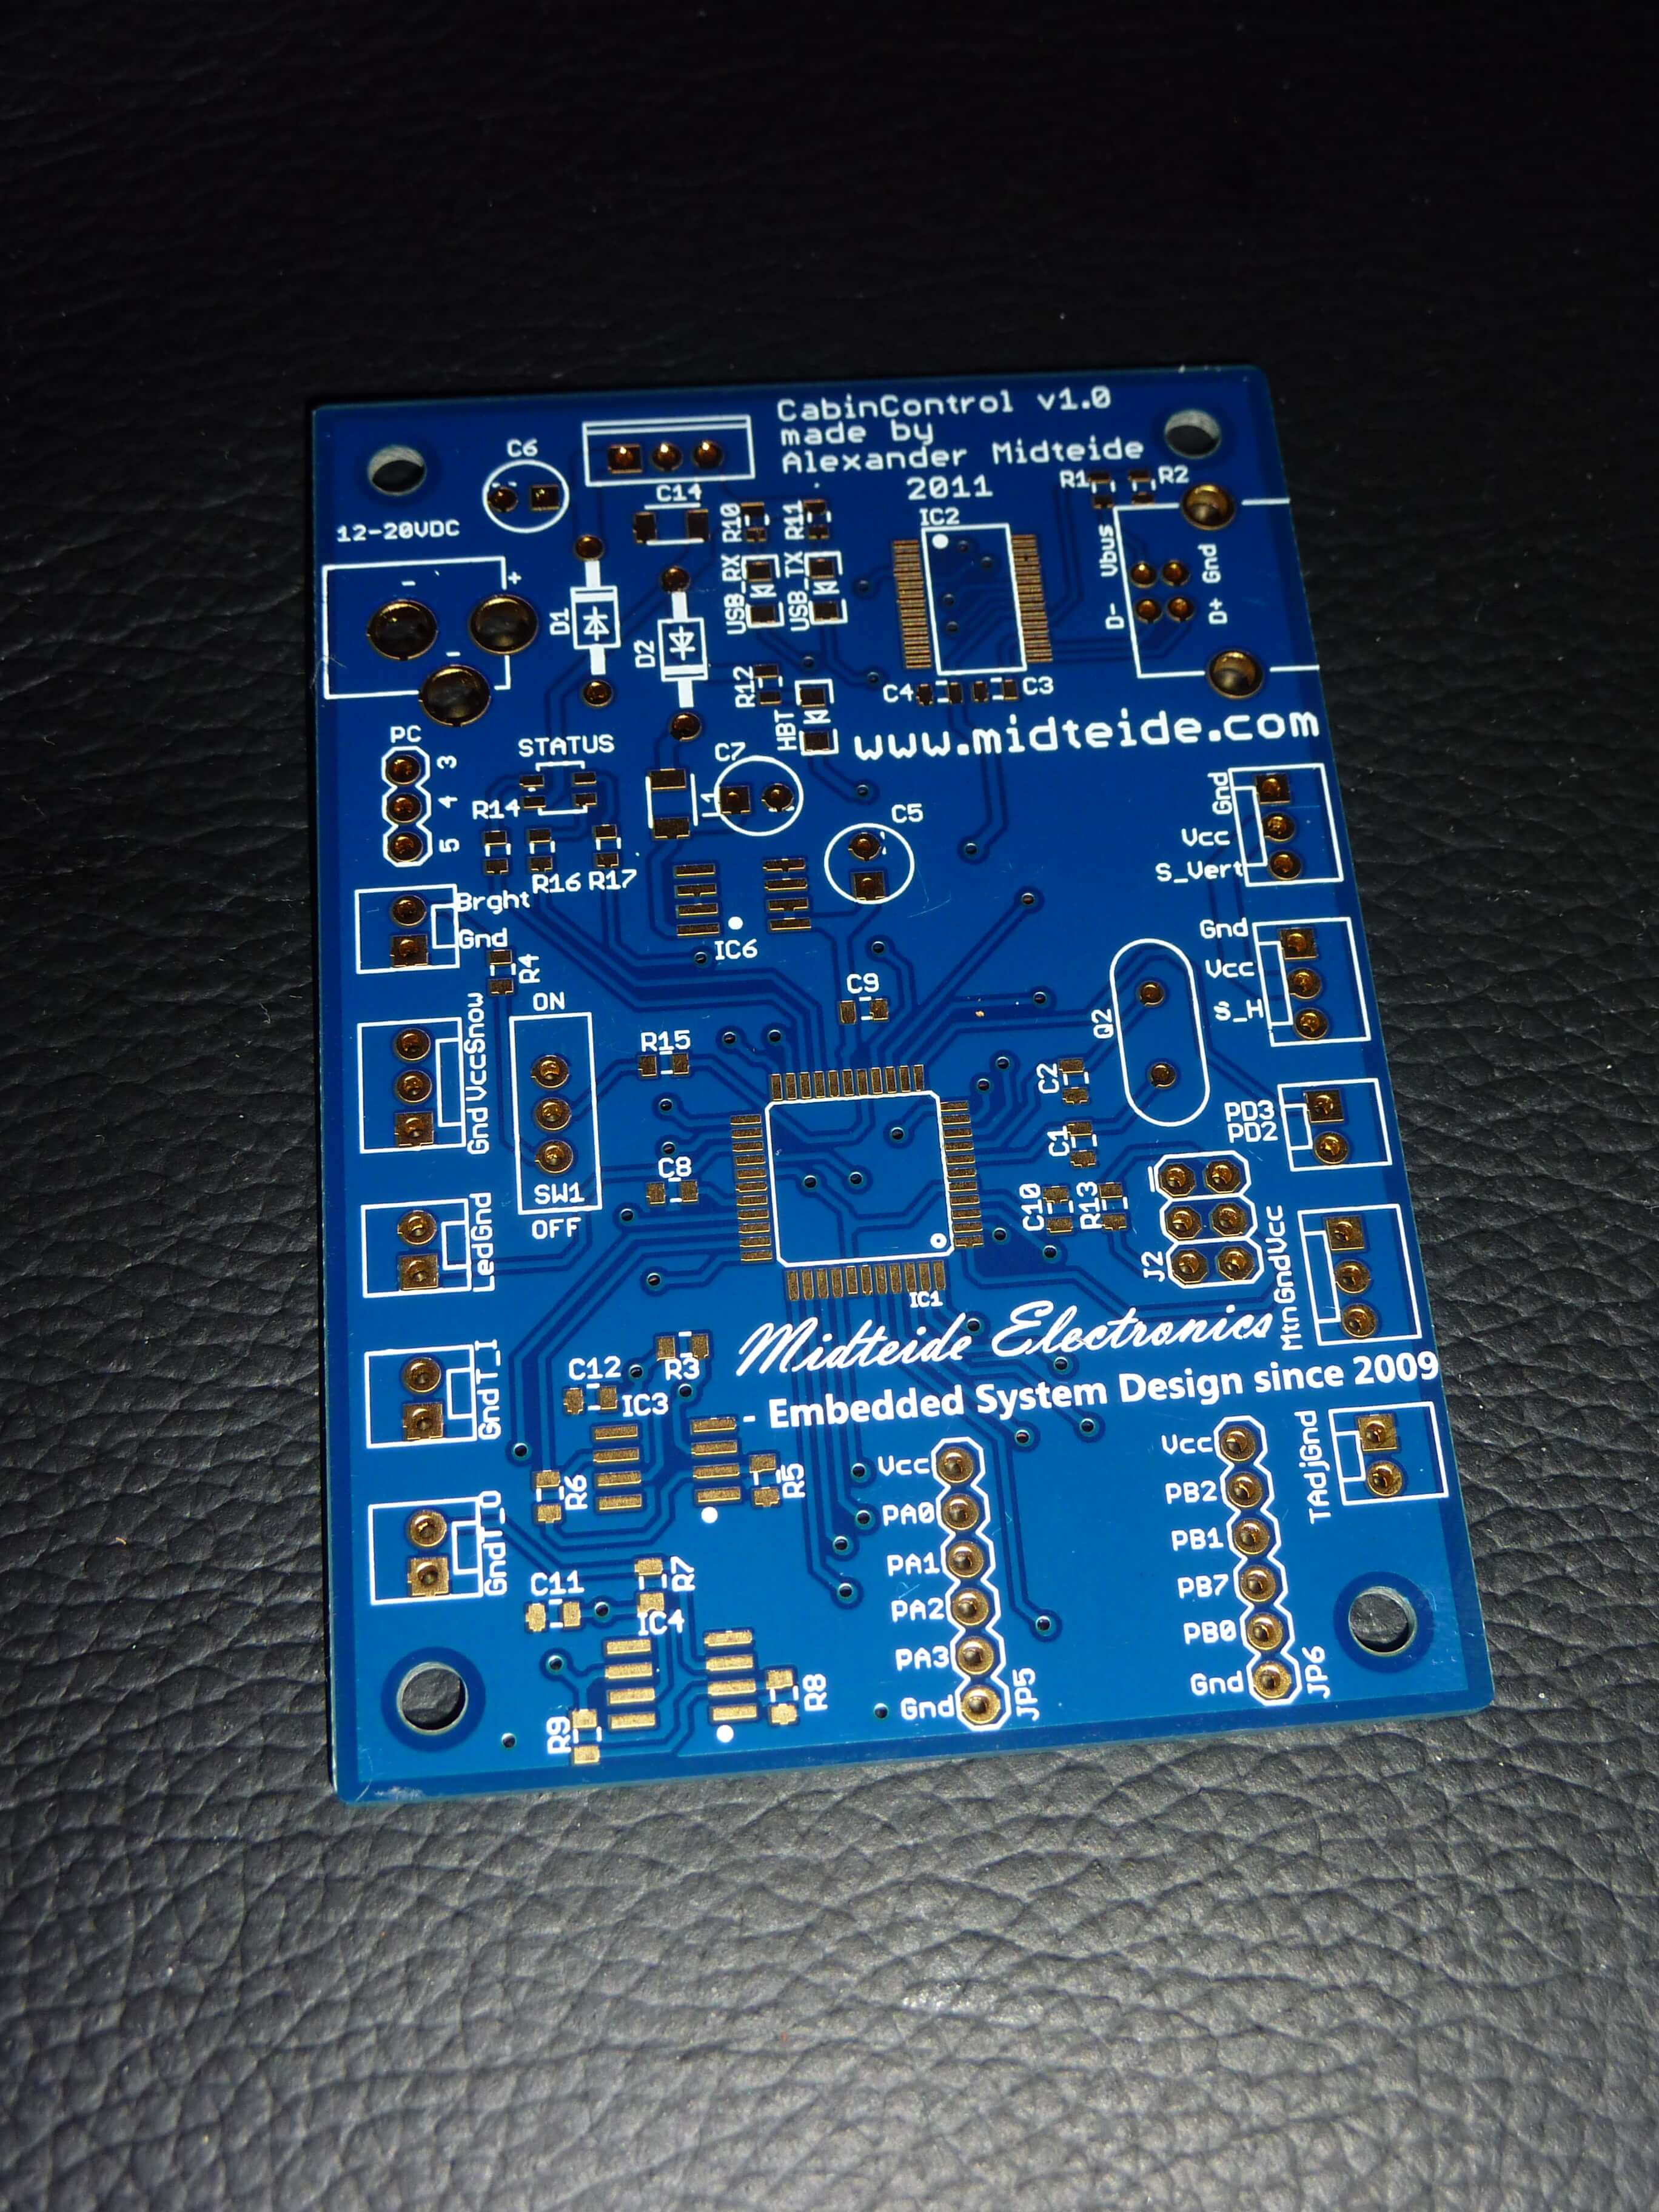 CabinControl v1.0
made by
Alexander Midteide
2011
C6
12-20VDC
-
+
-
C14
R10
R11
IC2
R1
R2
Vbus
Gnd
D-
D+
D1
D2
USB_RX
USB_TX
R12
HBT
C4
C3
www.midteide.com
PC
3
4
5
STATUS
R14
R16
R17
L1
C7
C5
IC6
Gnd
Vcc
S_Vert
Brght
Gnd
R4
ON
SW1
OFF
R15
C9
C8
Q2
C2
C1
C10
R13
Gnd
Vcc
S_H
PD3
PD2
GndVccSnow
LedGnd
J2
MtnGndVcc
IC1
Midteide Electronics
- Embedded System Design since 2009
GndT_I
C12
R3
IC3
R6
R5
GndT_O
C11
R7
IC4
R9
R8
Vcc
PA0
PA1
PA2
PA3
Gnd
JP5
Vcc
PB2
PB1
PB7
PB0
Gnd
JP6
TAdjGnd